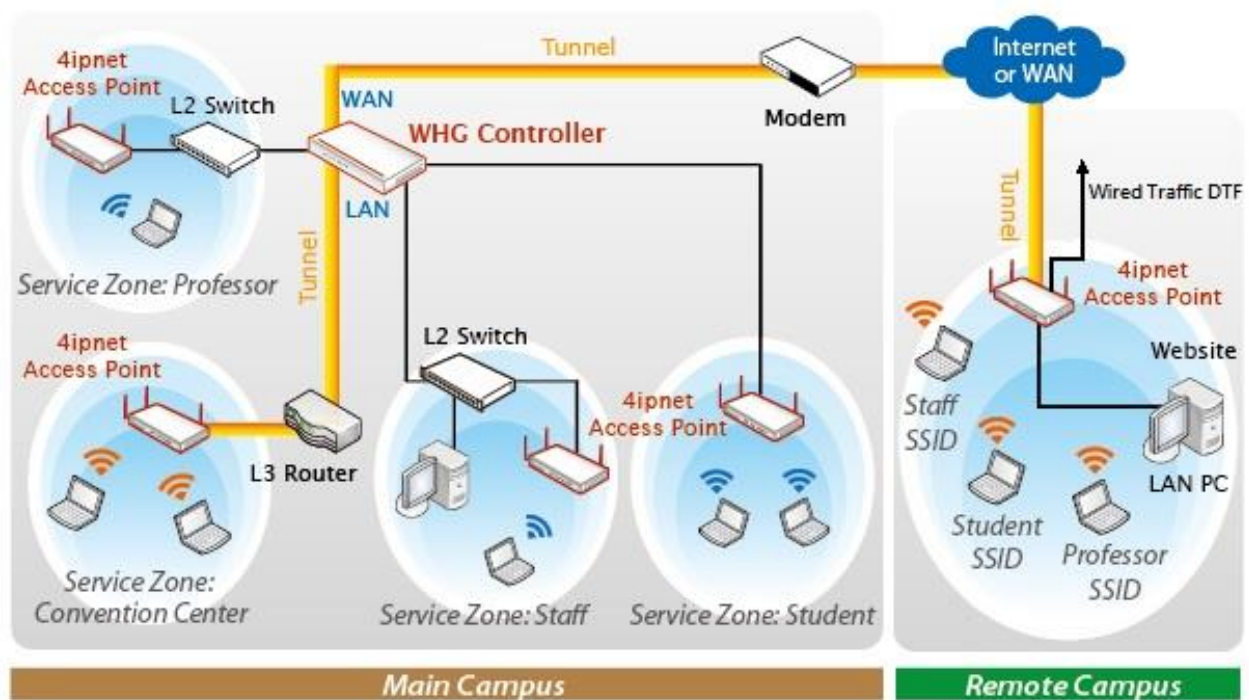 4ipnet
Access Point
L2 Switch
Service Zone: Professor
WAN
WHG Controller
LAN
Tunnel
Modem
Internet
or WAN
Tunnel
4ipnet
Access Point
L3 Router
Service Zone:
Convention Center
L2 Switch
Service Zone: Staff
4ipnet
Access Point
Service Zone: Student
Tunnel
Wired Traffic DTF
4ipnet
Access Point
Website
LAN PC
Staff
SSID
Student
SSID
Professor
SSID
Main Campus
Remote Campus